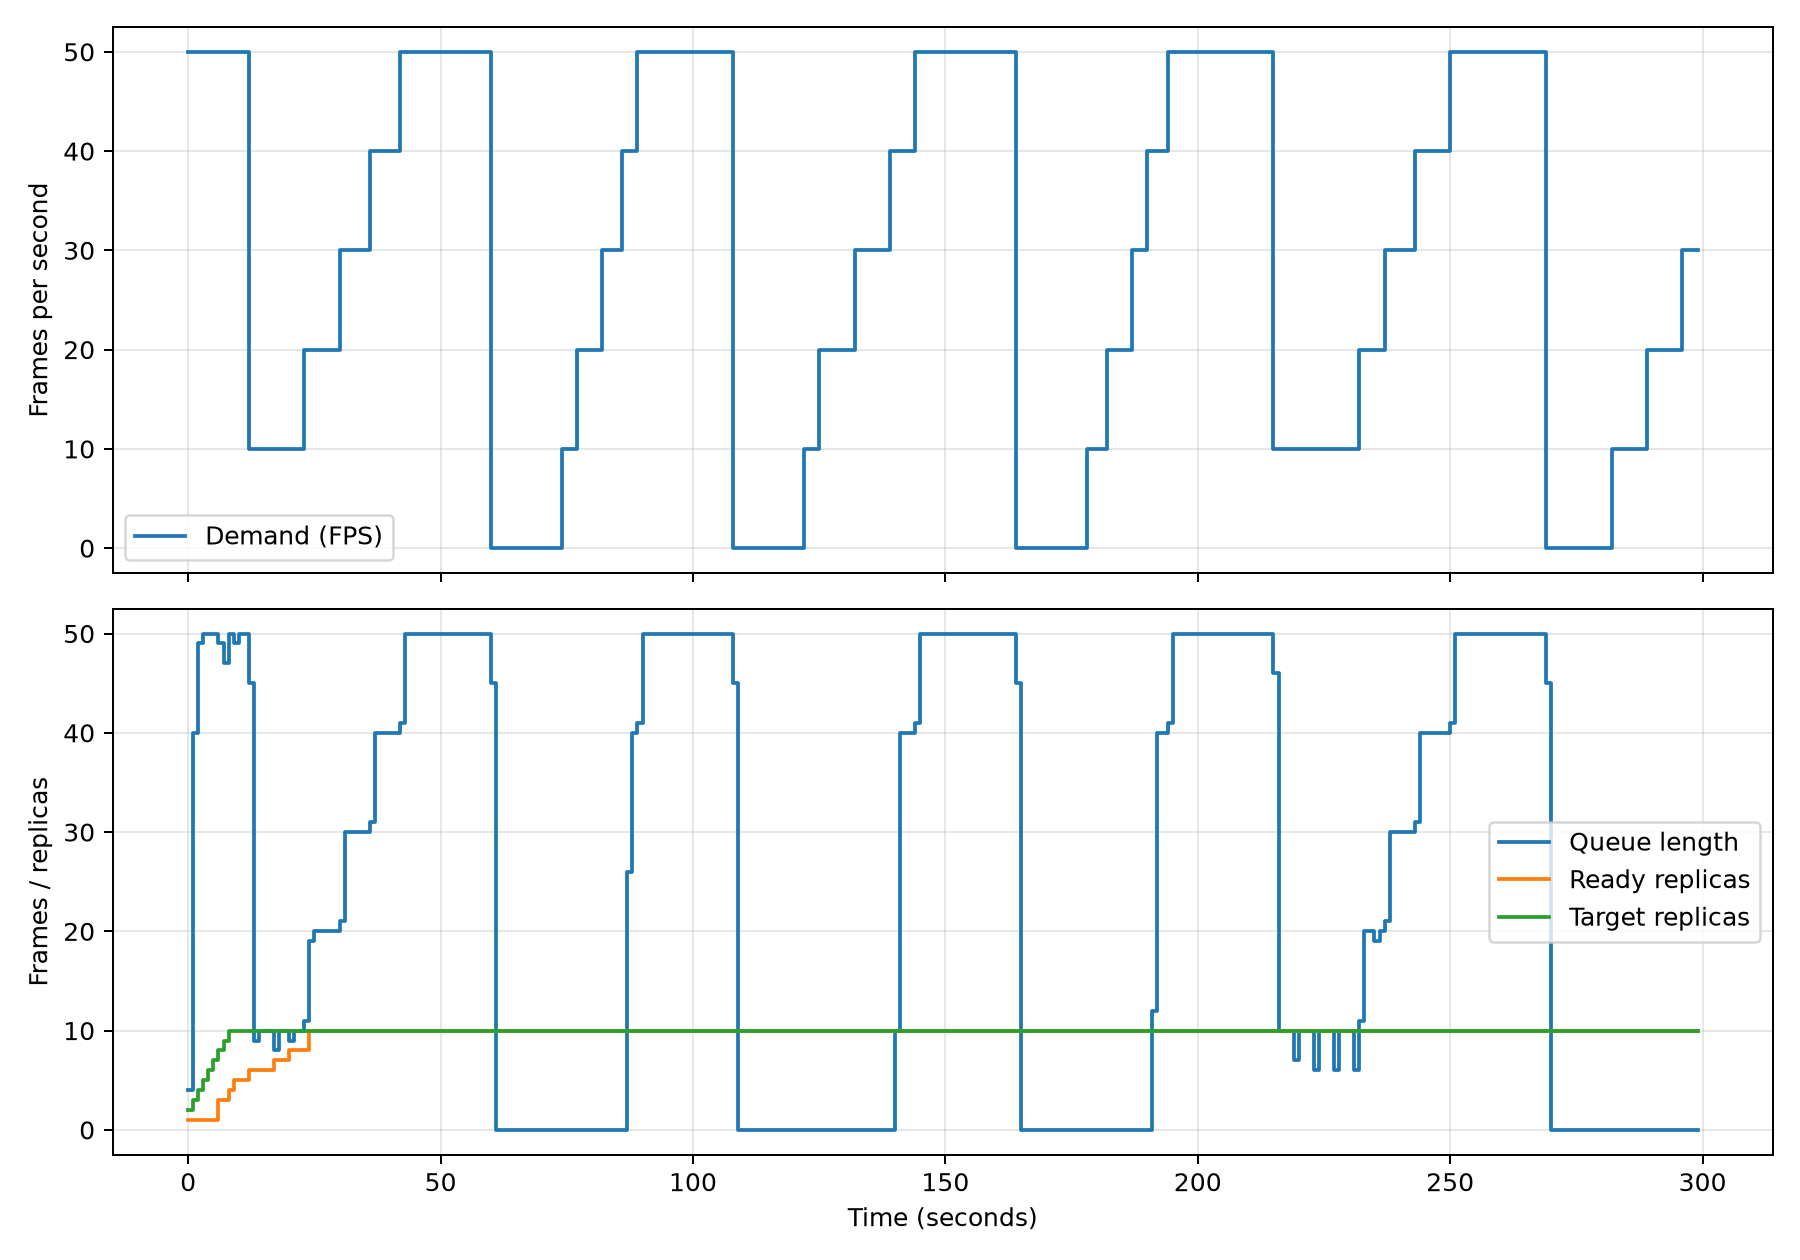 50
40
30
20
10
0
Frames per second
Demand (FPS)
50
40
30
20
10
0
Frames / replicas
Queue length
Ready replicas
Target replicas
0 50 100 150 200 250 300
Time (seconds)